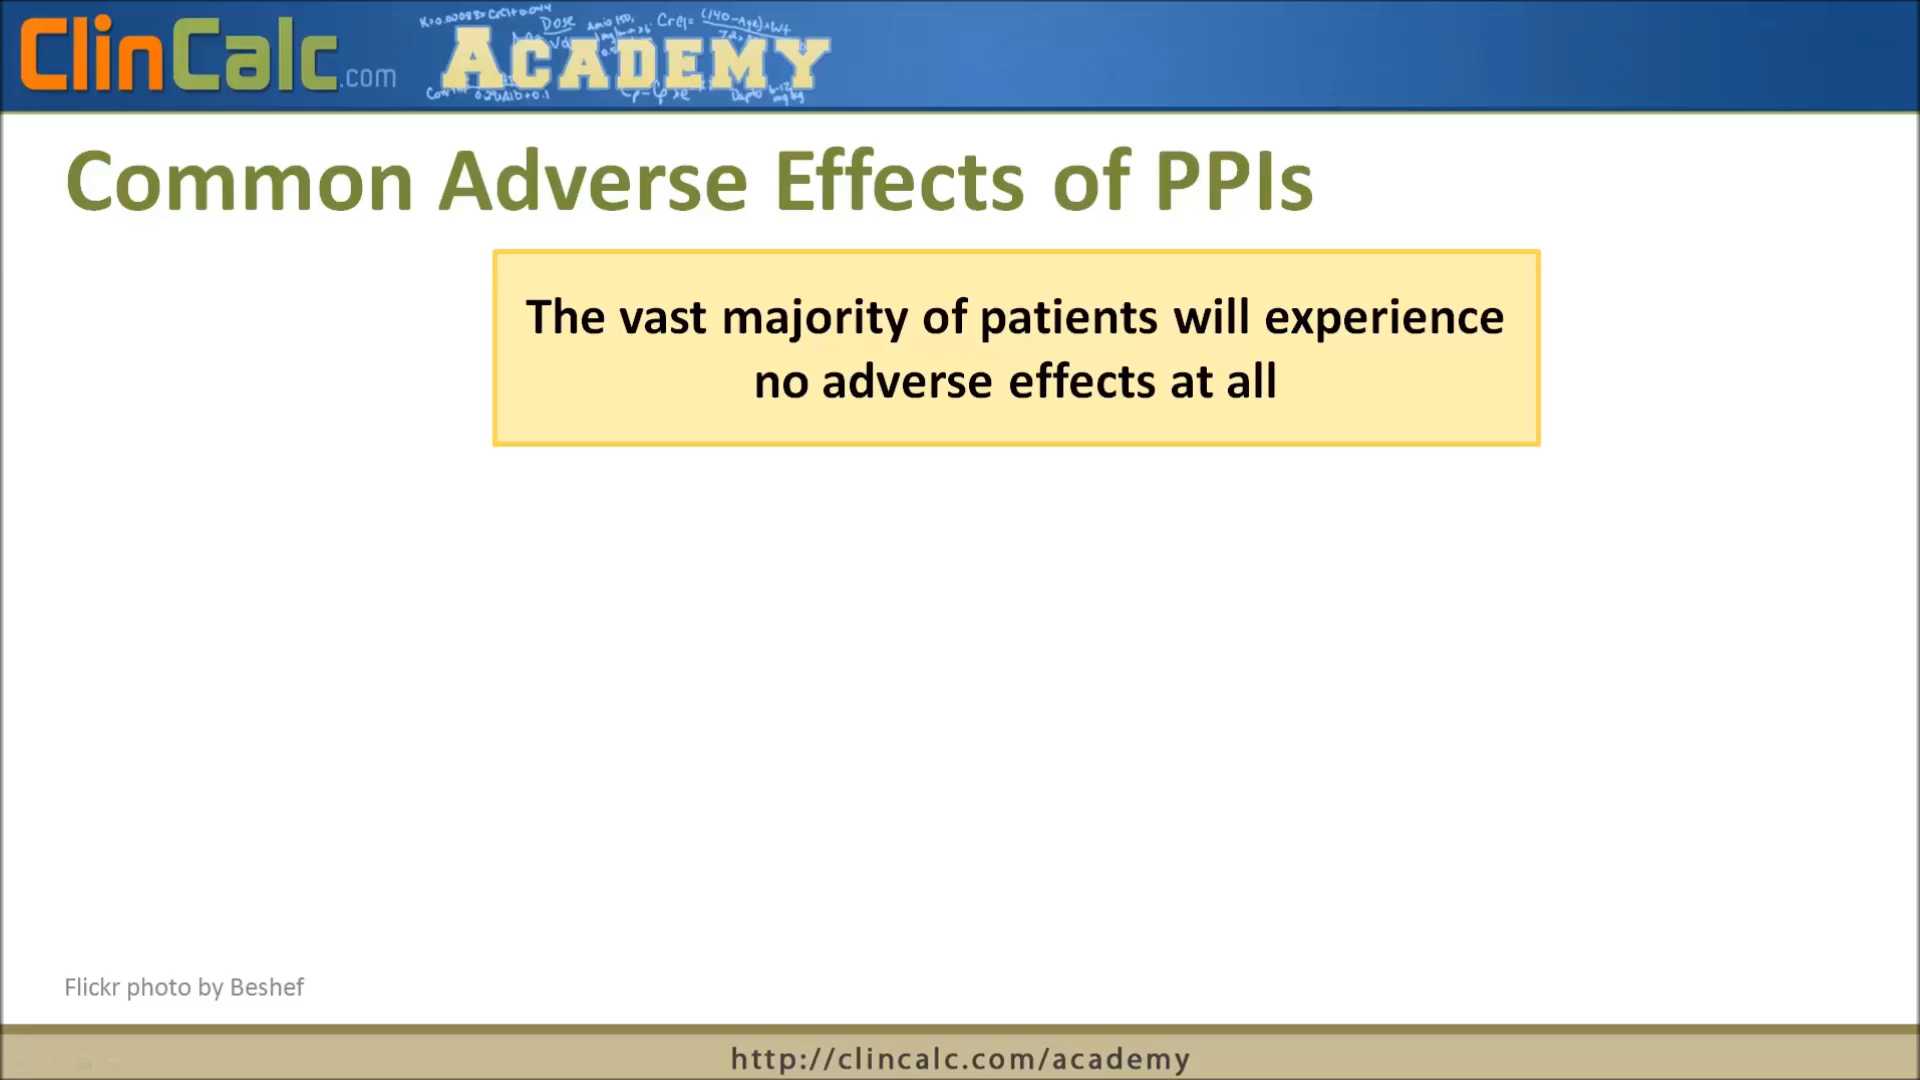 ClinCalc.com ACADEMY
Common Adverse Effects of PPIs
The vast majority of patients will experience
no adverse effects at all
Flickr photo by Beshef
http://clincalc.com/academy